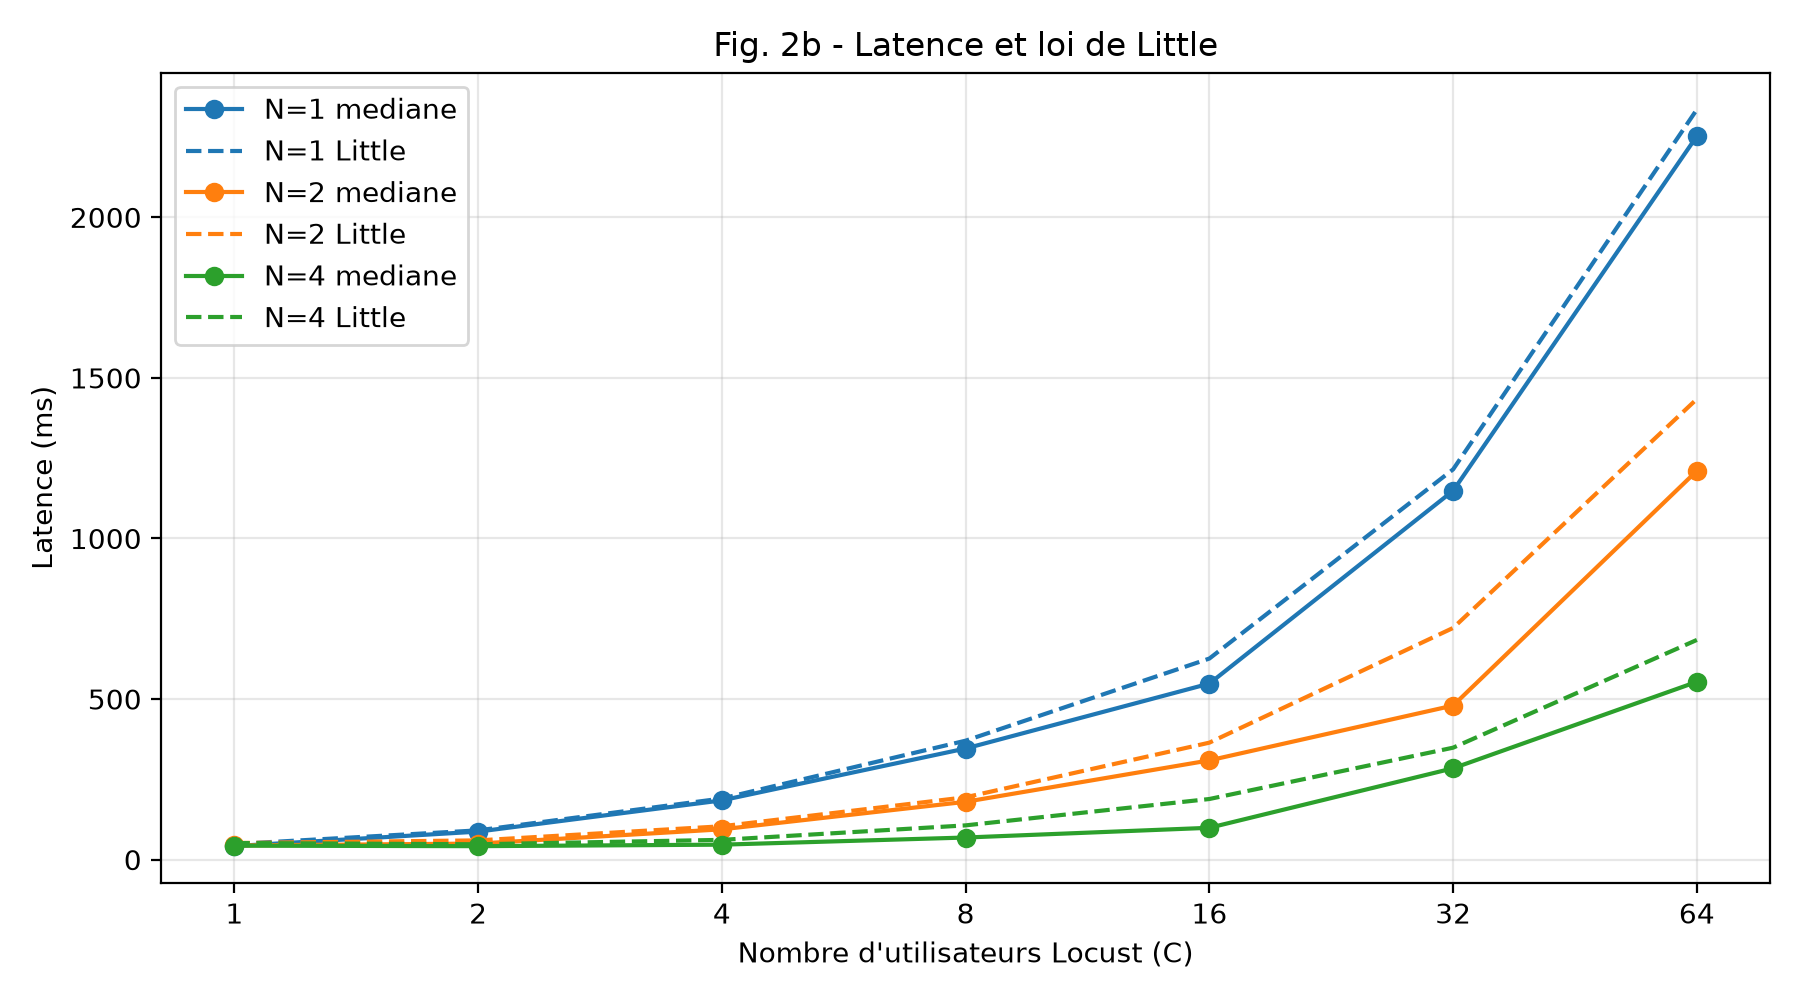 Fig. 2b - Latence et loi de Little
N=1 mediane
N=1 Little
N=2 mediane
N=2 Little
N=4 mediane
N=4 Little
Latence (ms)
2000
1500
1000
500
0
1 2 4 8 16 32 64
Nombre d'utilisateurs Locust (C)